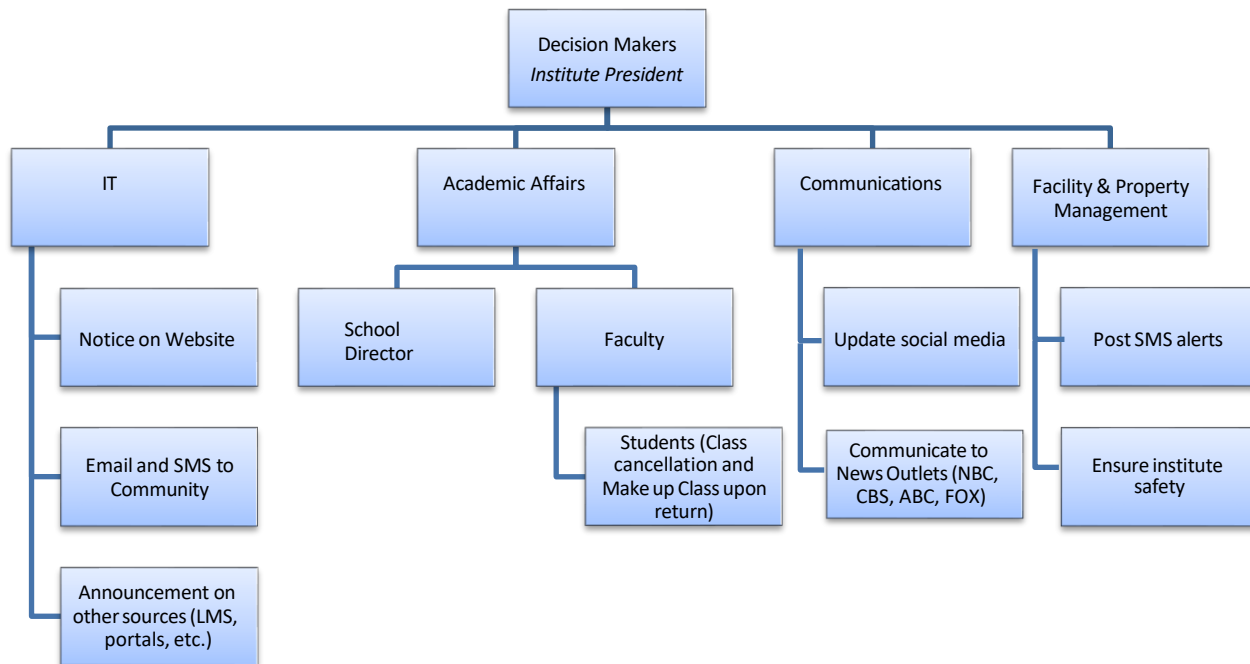 Decision Makers
Institute President
IT
Academic Affairs
Communications
Facility & Property
Management
Notice on Website
School
Director
Faculty
Update social media
Post SMS alerts
Email and SMS to
Community
Students (Class
cancellation and
Make up Class upon
return)
Communicate to
News Outlets (NBC,
CBS, ABC, FOX)
Ensure institute
safety
Announcement on
other sources (LMS,
portals, etc.)